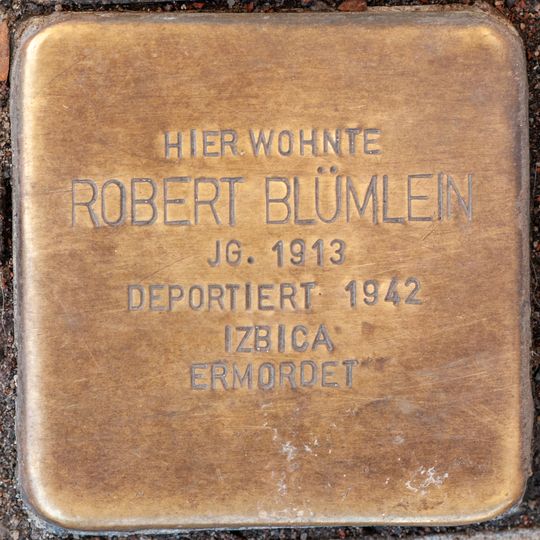 HIER WOHNTE
ROBERT BLÜMLEIN
JG. 1913
DEPORTIERT 1942
IZBICA
ERMORDET